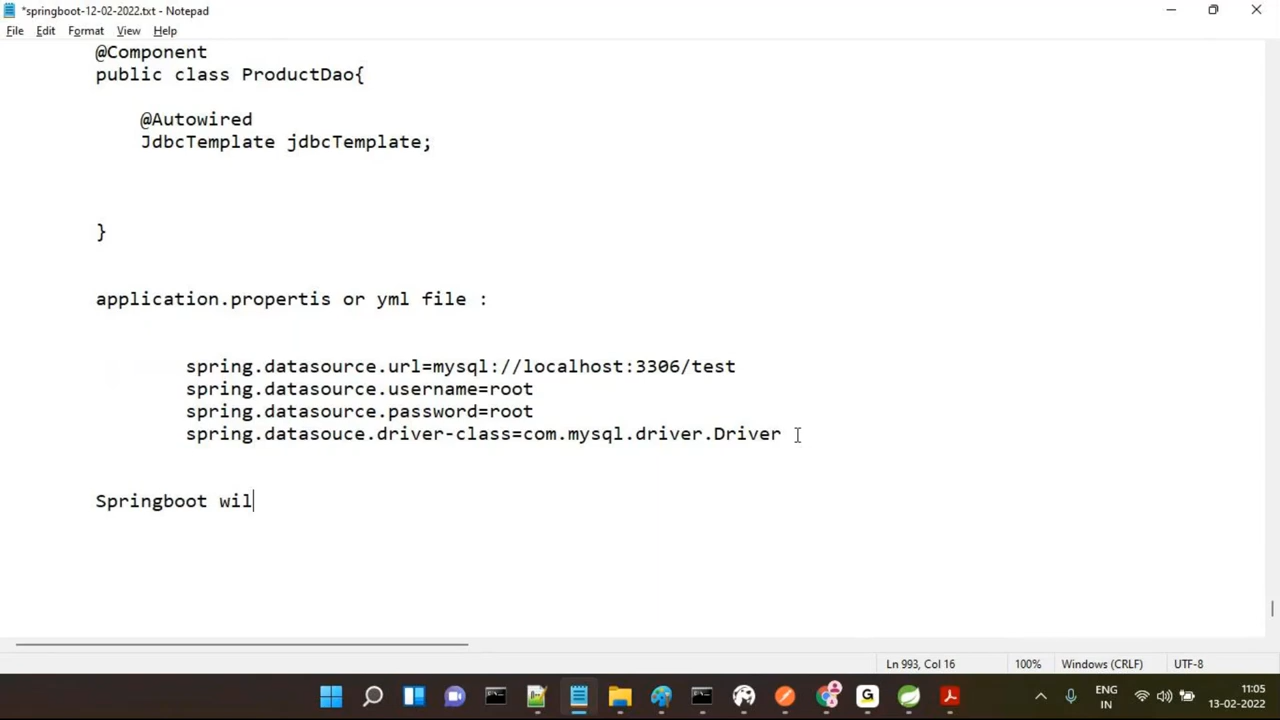 *springboot-12-02-2022.txt - Notepad
File Edit Format View Help
@Component
public class ProductDao{
@Autowired
JdbcTemplate jdbcTemplate;
}
application.propertis or yml file :
spring.datasource.url=mysql://localhost:3306/test
spring.datasource.username=root
spring.datasource.password=root
spring.datasouce.driver-class=com.mysql.driver.Driver
Springboot wil
Ln 993, Col 16 100% Windows (CRLF) UTF-8
ENG
IN
11:05
13-02-2022